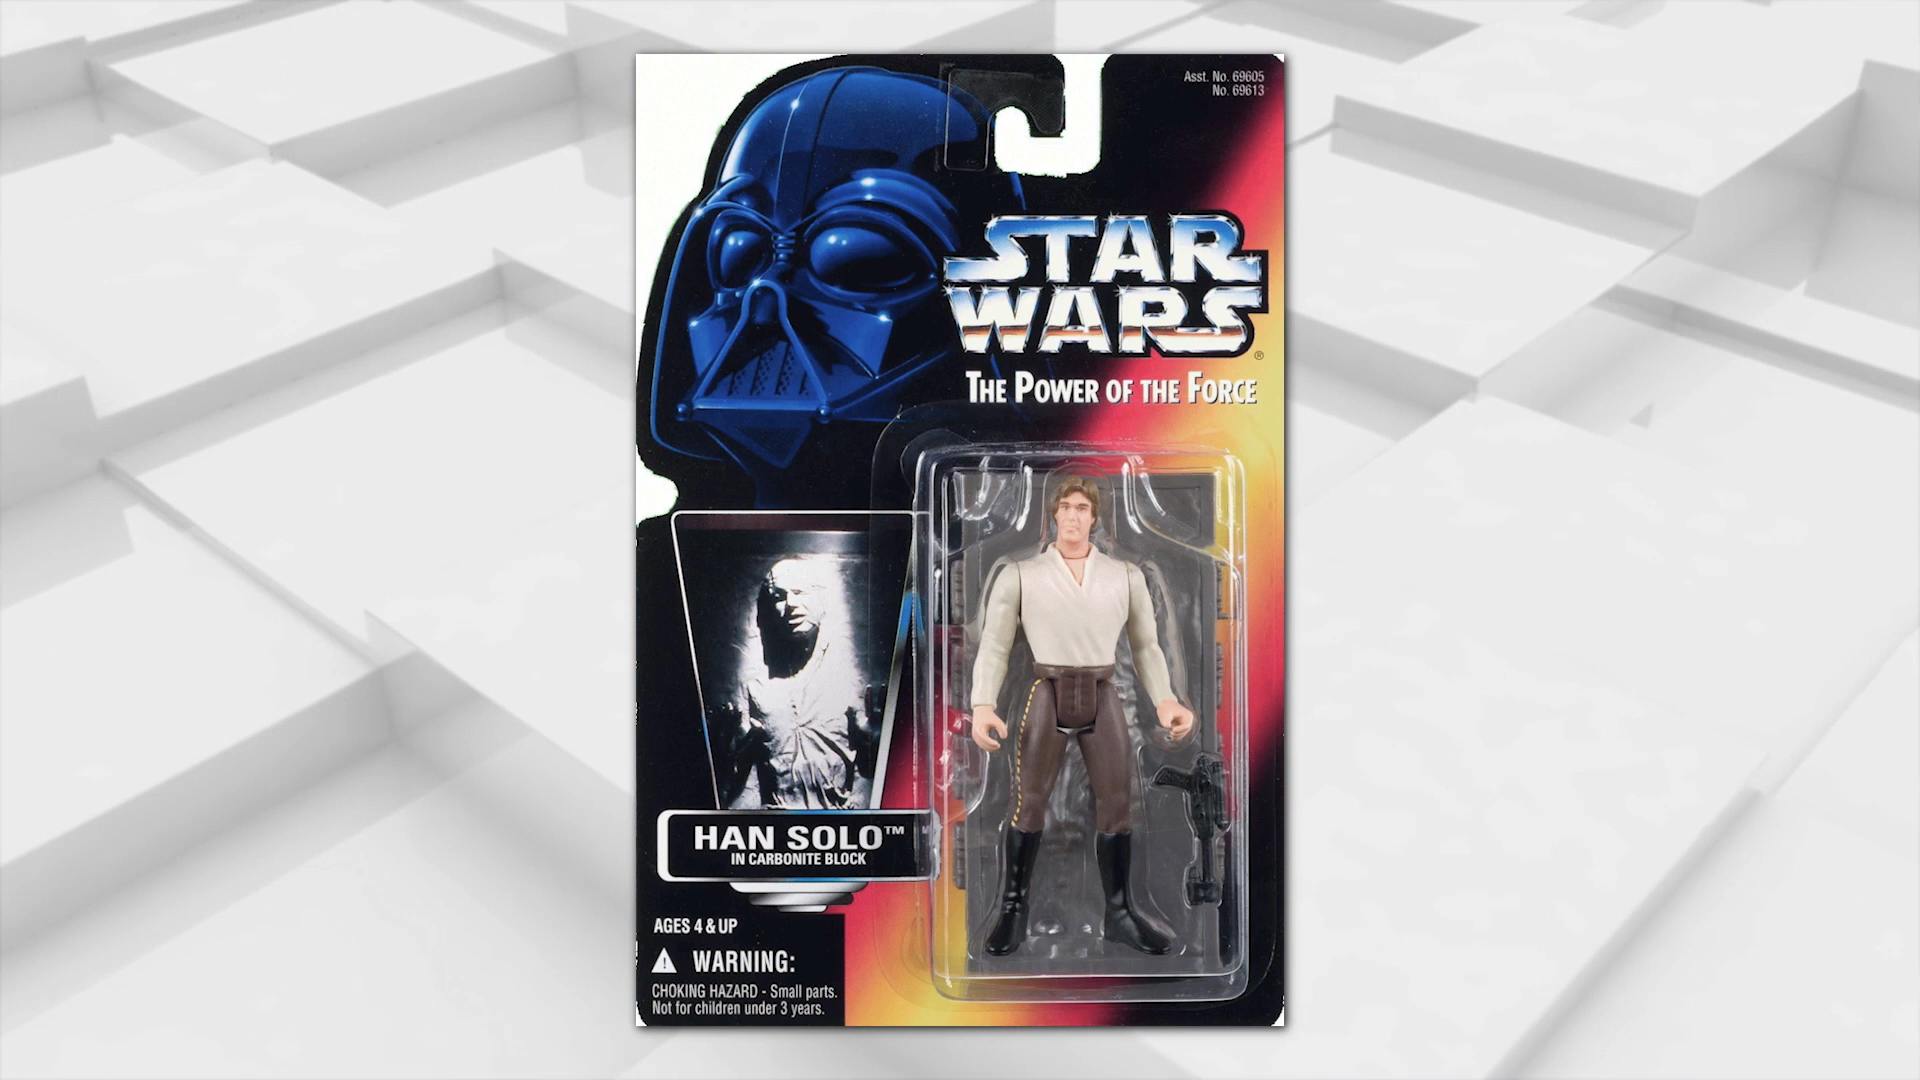 Asst. No. 69605
No. 69613
STAR
WARS
®
THE POWER OF THE FORCE
HAN SOLO™
IN CARBONITE BLOCK
AGES 4 & UP
WARNING:
CHOKING HAZARD - Small parts.
Not for children under 3 years.